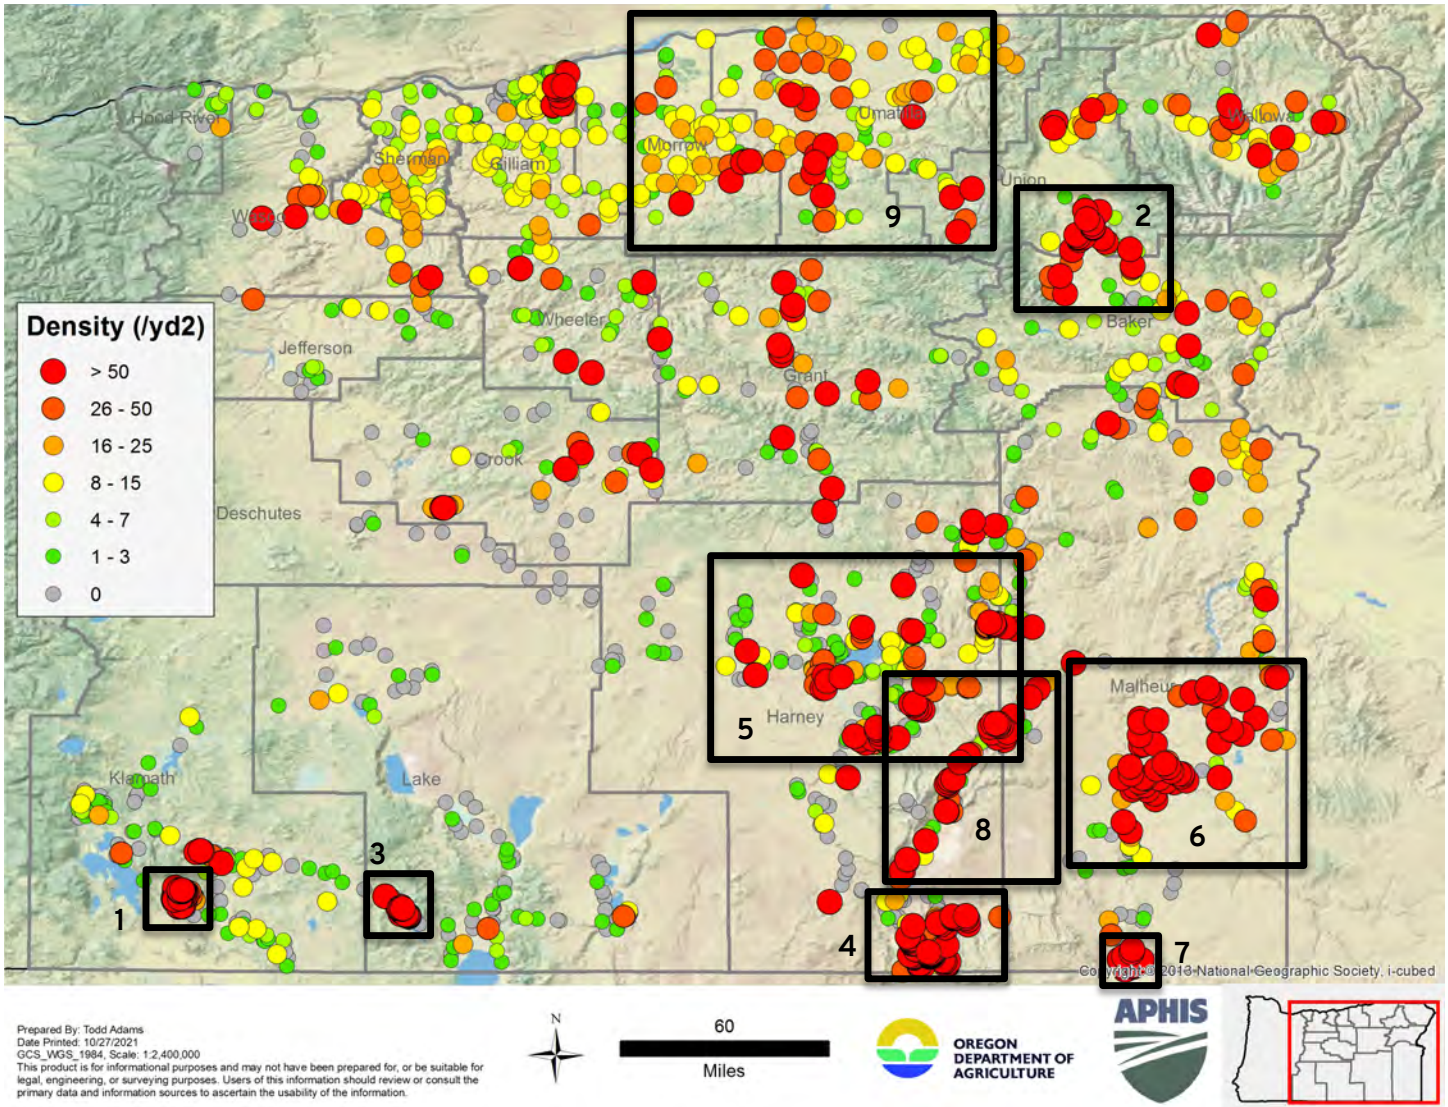 Hood River
Sherman
Gilliam
Morrow
Umatilla
Wallowa
Union
Wasco
9
2
Density (/yd2)
> 50
26 - 50
16 - 25
8 - 15
4 - 7
1 - 3
0
Jefferson
Wheeler
Baker
Grant
Crook
Deschutes
5
Harney
Malheur
Klamath
Lake
8
6
3
1
4
7
Copyright:© 2013 National Geographic Society, i-cubed
Prepared By: Todd Adams
Date Printed: 10/27/2021
GCS_WGS_1984, Scale: 1:2,400,000
This product is for informational purposes and may not have been prepared for, or be suitable for
legal, engineering, or surveying purposes. Users of this information should review or consult the
primary data and information sources to ascertain the usability of the information.
N
60
Miles
OREGON
DEPARTMENT OF
AGRICULTURE
APHIS